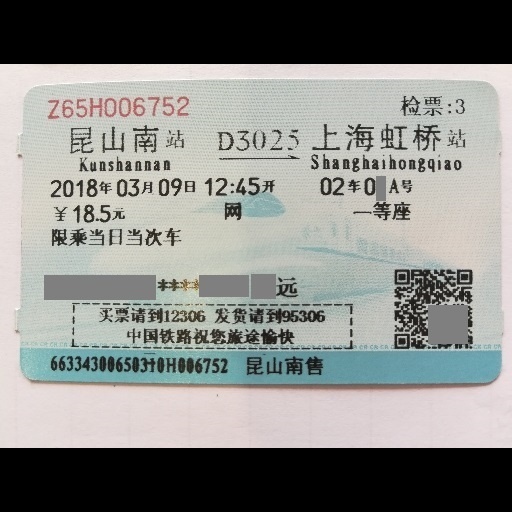 Z65H006752 检票:3
昆山南站 D3025 上海虹桥站
Kunshannan Shanghaihongqiao
2018年03月09日12:45开 02车0 A号
￥18.5元 网 一等座
限乘当日当次车
*** 远
买票请到12306 发货请到95306
中国铁路祝您旅途愉快
66334300650310H006752 昆山南售